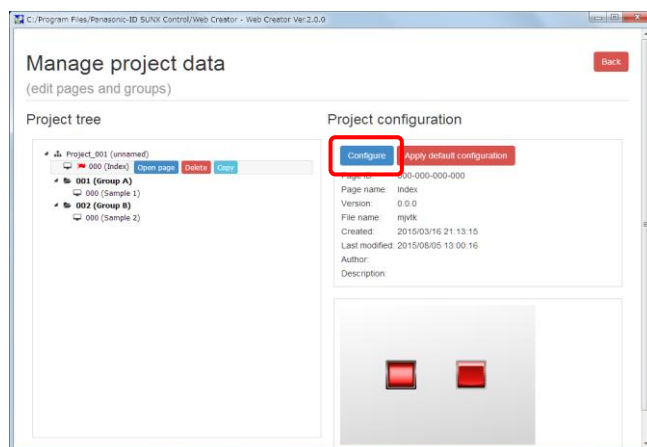 C:/Program Files/Panasonic-ID SUNX Control/Web Creator - Web Creator Ver.2.0.0
Manage project data
Back
(edit pages and groups)
Project tree
Project_001 (unnamed)
000 (Index) Open page Delete Copy
001 (Group A)
000 (Sample 1)
002 (Group B)
000 (Sample 2)
Project configuration
Configure Apply default configuration
Page ID: 000-000-000-000
Page name: Index
Version: 0.0.0
File name: mjvtk
Created: 2015/03/16 21:13:15
Last modified: 2015/08/05 13:00:16
Author:
Description: